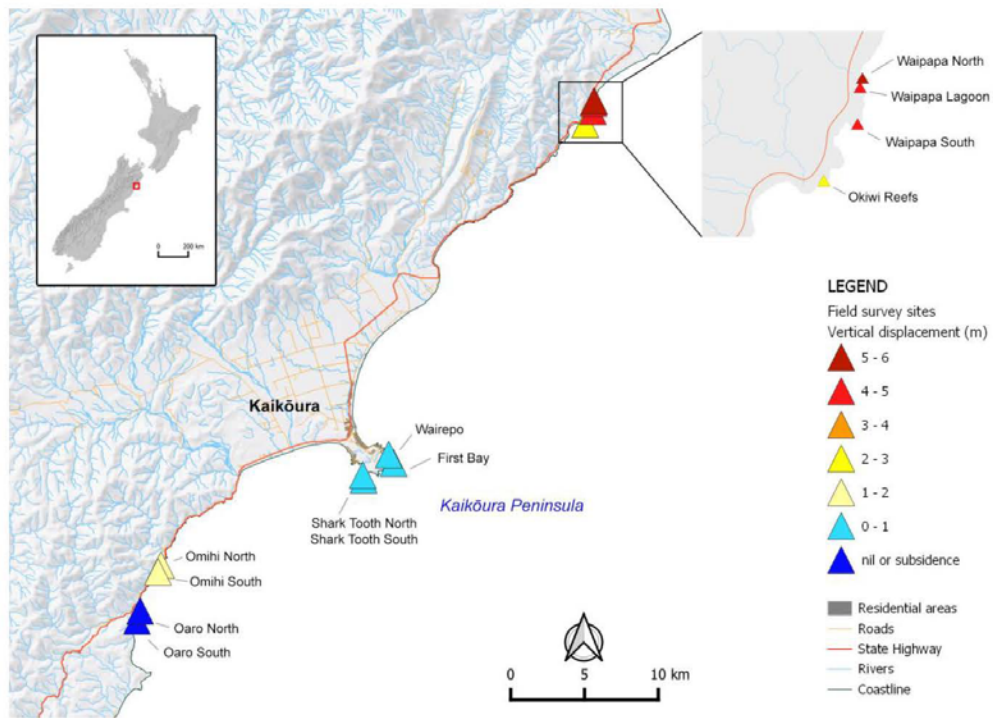 0 200 km
Waipapa North
Waipapa Lagoon
Waipapa South
Okiwi Reefs
LEGEND
Field survey sites
Vertical displacement (m)
5 - 6
4 - 5
3 - 4
2 - 3
1 - 2
0 - 1
nil or subsidence
Residential areas
Roads
State Highway
Rivers
Coastline
Kaikōura
Wairepo
First Bay
Kaikōura Peninsula
Shark Tooth North
Shark Tooth South
Omihi North
Omihi South
Oaro North
Oaro South
0 5 10 km